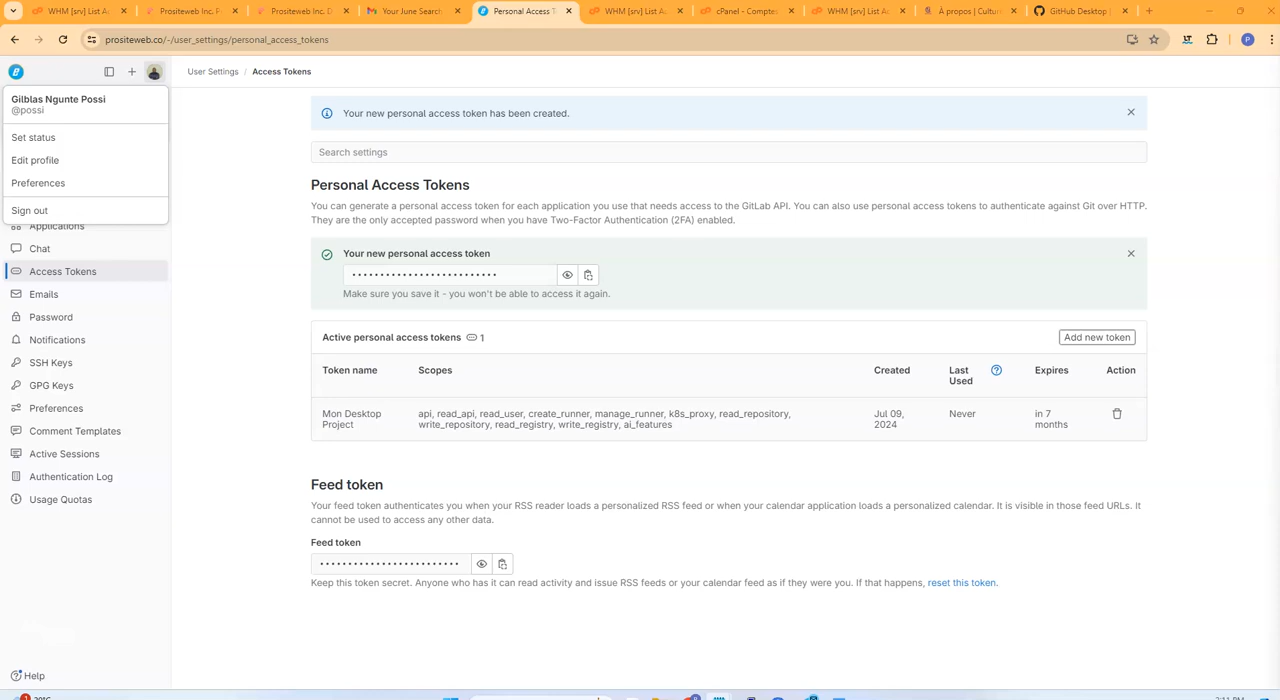 WHM [srv] List A
Prositeweb Inc. P
Prositeweb Inc. D
Your June Search
Personal Access T
WHM [srv] List A
cPanel - Compte
WHM [srv] List A
À propos | Cultu
GitHub Desktop |
prositeweb.co/-/user_settings/personal_access_tokens
P
User Settings / Access Tokens
Gilblas Ngunte Possi
@possi
Set status
Edit profile
Preferences
Sign out
Applications
Chat
Access Tokens
Emails
Password
Notifications
SSH Keys
GPG Keys
Preferences
Comment Templates
Active Sessions
Authentication Log
Usage Quotas
Help
Your new personal access token has been created.
Search settings
Personal Access Tokens
You can generate a personal access token for each application you use that needs access to the GitLab API. You can also use personal access tokens to authenticate against Git over HTTP.
They are the only accepted password when you have Two-Factor Authentication (2FA) enabled.
Your new personal access token
Make sure you save it - you won't be able to access it again.
Active personal access tokens 1
Add new token
Token name Scopes Created Last Used Expires Action
Mon Desktop Project
api, read_api, read_user, create_runner, manage_runner, k8s_proxy, read_repository,
write_repository, read_registry, write_registry, ai_features
Jul 09, 2024
Never
in 7 months
Feed token
Your feed token authenticates you when your RSS reader loads a personalized RSS feed or when your calendar application loads a personalized calendar. It is visible in those feed URLs. It
cannot be used to access any other data.
Feed token
Keep this token secret. Anyone who has it can read activity and issue RSS feeds or your calendar feed as if they were you. If that happens, reset this token.